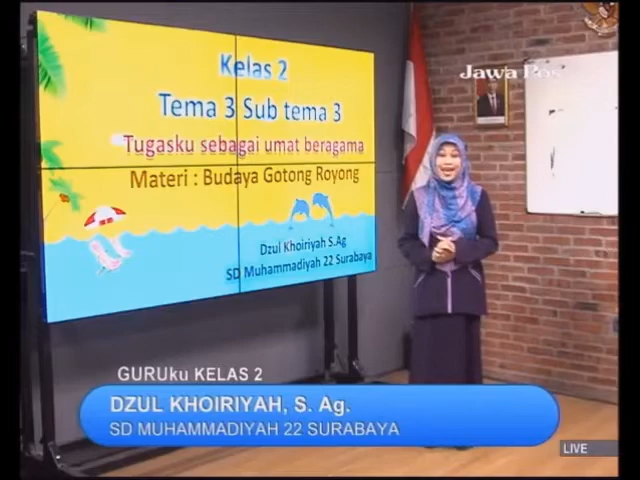 Jawa Pos
Kelas 2
Tema 3 Sub tema 3
Tugasku sebagai umat beragama
Materi : Budaya Gotong Royong
Dzul Khoiriyah S.Ag
SD Muhammadiyah 22 Surabaya
GURUku KELAS 2
DZUL KHOIRIYAH, S. Ag.
SD MUHAMMADIYAH 22 SURABAYA
LIVE